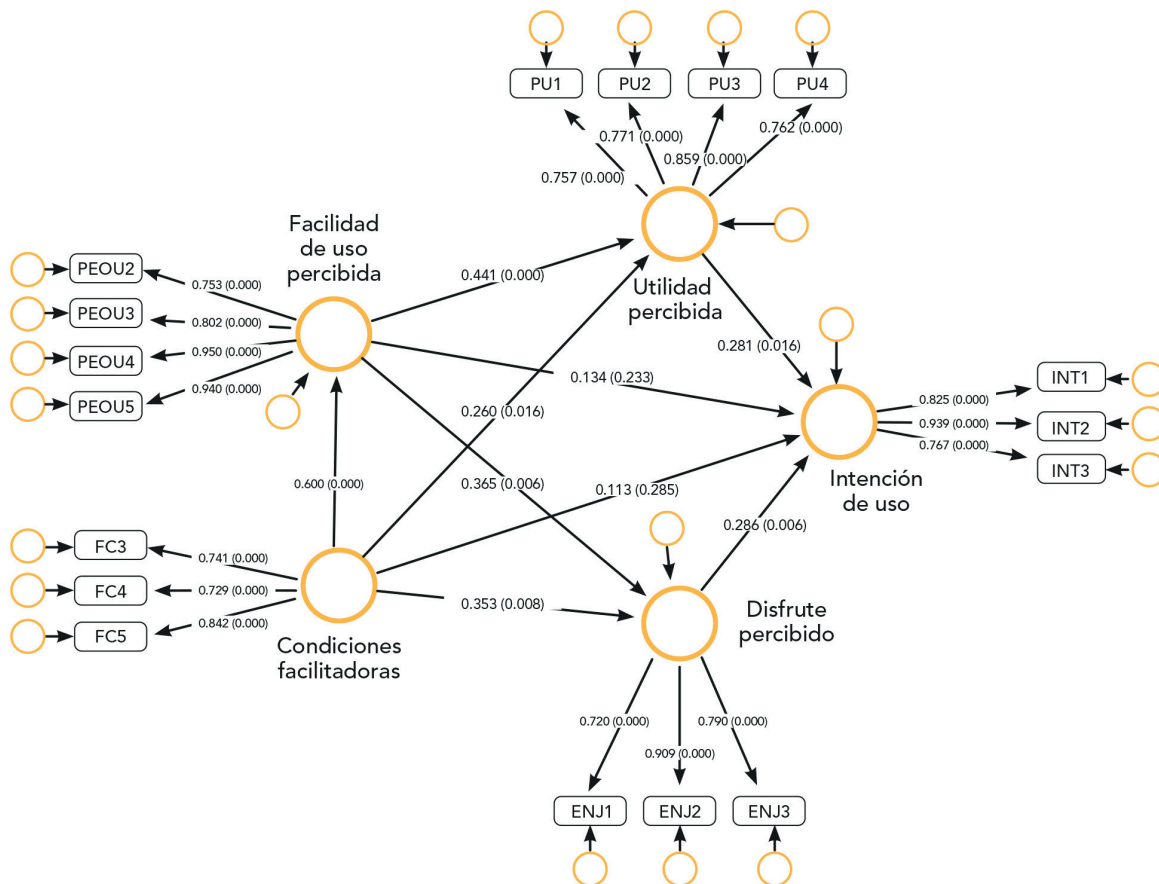 PU1
PU2
PU3
PU4
0.757 (0.000)
0.771 (0.000)
0.859 (0.000)
0.762 (0.000)
Facilidad
de uso
percibida
Utilidad
percibida
PEOU2
PEOU3
PEOU4
PEOU5
0.753 (0.000)
0.802 (0.000)
0.950 (0.000)
0.940 (0.000)
0.441 (0.000)
0.281 (0.016)
0.134 (0.233)
0.260 (0.016)
0.365 (0.006)
0.600 (0.000)
0.113 (0.285)
0.286 (0.006)
0.353 (0.008)
0.825 (0.000)
0.939 (0.000)
0.767 (0.000)
INT1
INT2
INT3
Intención
de uso
FC3
FC4
FC5
0.741 (0.000)
0.729 (0.000)
0.842 (0.000)
Condiciones
facilitadoras
Disfrute
percibido
0.720 (0.000)
0.909 (0.000)
0.790 (0.000)
ENJ1
ENJ2
ENJ3